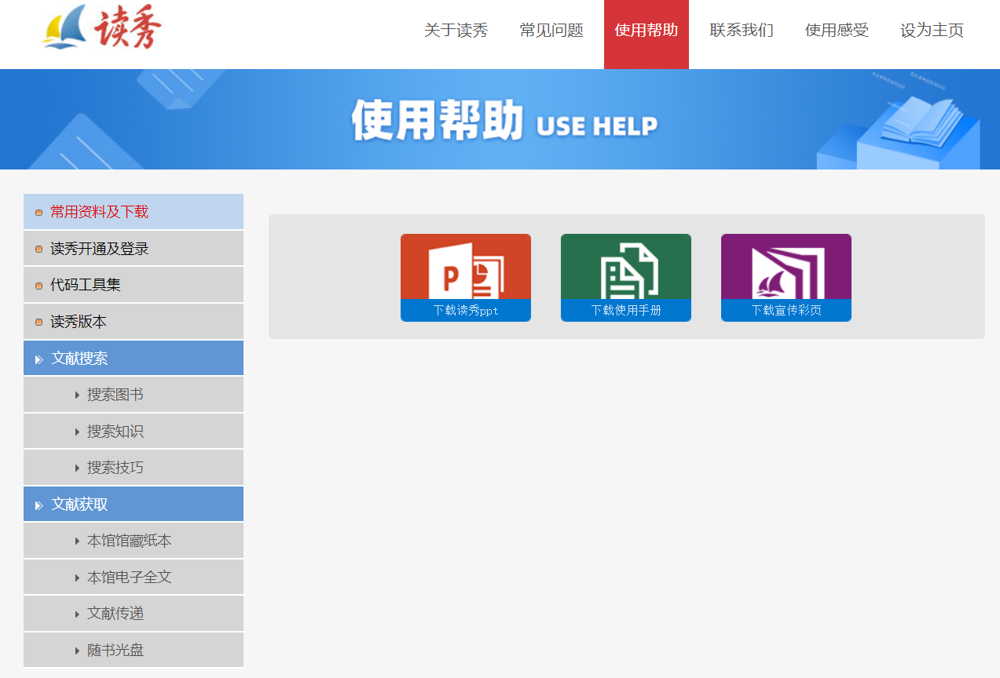 读秀
关于读秀 常见问题 使用帮助 联系我们 使用感受 设为主页
使用帮助 USE HELP
常用资料及下载
读秀开通及登录
代码工具集
读秀版本
文献搜索
搜索图书
搜索知识
搜索技巧
文献获取
本馆馆藏纸本
本馆电子全文
文献传递
随书光盘
P
下载读秀ppt
下载使用手册
下载宣传彩页